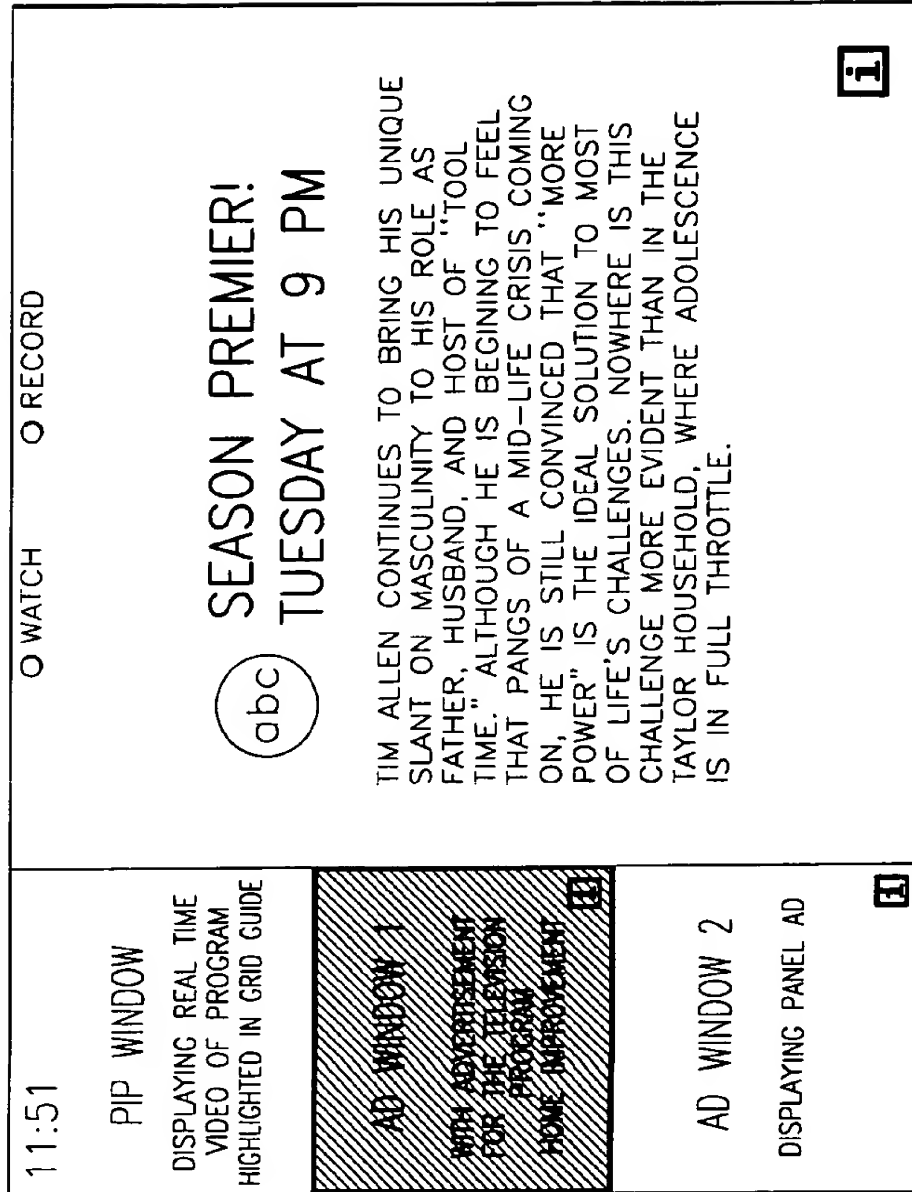 11:51
PIP WINDOW
DISPLAYING REAL TIME
VIDEO OF PROGRAM
HIGHLIGHTED IN GRID GUIDE
AD WINDOW 1
WITH ADVERTISEMENT
FOR THE TELEVISION
PROGRAM
HOME IMPROVEMENT
i
AD WINDOW 2
DISPLAYING PANEL AD
i
O WATCH O RECORD
abc
SEASON PREMIER!
TUESDAY AT 9 PM
TIM ALLEN CONTINUES TO BRING HIS UNIQUE
SLANT ON MASCULINITY TO HIS ROLE AS
FATHER, HUSBAND, AND HOST OF "TOOL
TIME." ALTHOUGH HE IS BEGINING TO FEEL
THAT PANGS OF A MID-LIFE CRISIS COMING
ON, HE IS STILL CONVINCED THAT "MORE
POWER" IS THE IDEAL SOLUTION TO MOST
OF LIFE'S CHALLENGES. NOWHERE IS THIS
CHALLENGE MORE EVIDENT THAN IN THE
TAYLOR HOUSEHOLD, WHERE ADOLESCENCE
IS IN FULL THROTTLE.
i